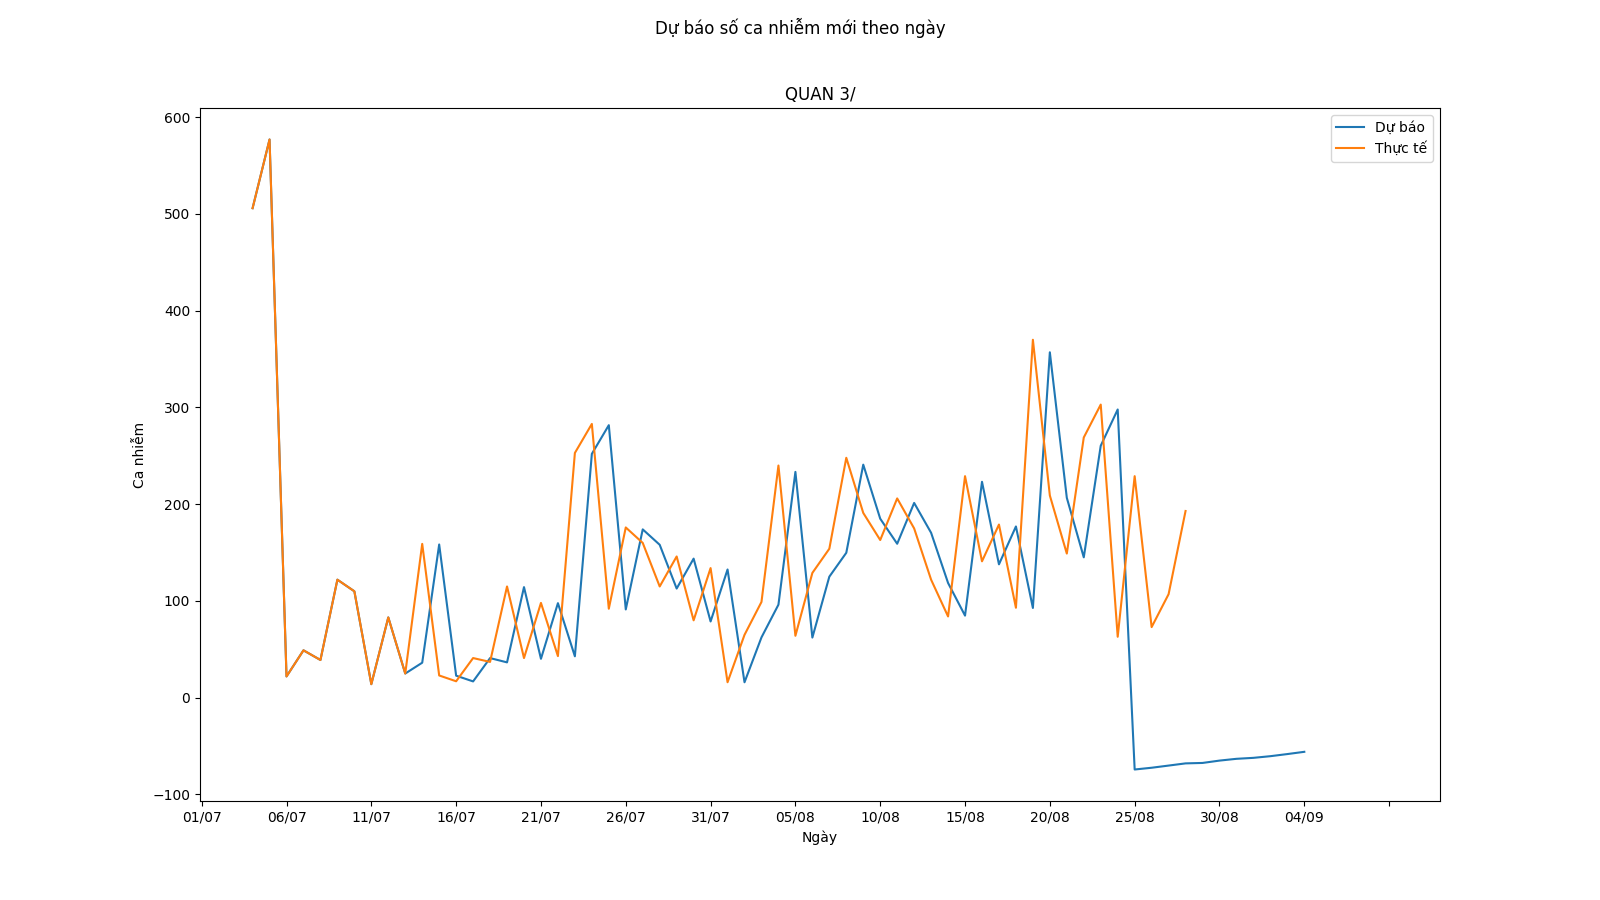 Dự báo số ca nhiễm mới theo ngày
QUAN 3/
Dự báo
Thực tế
600
500
400
300
200
100
0
−100
Ca nhiễm
01/07 06/07 11/07 16/07 21/07 26/07 31/07 05/08 10/08 15/08 20/08 25/08 30/08 04/09
Ngày